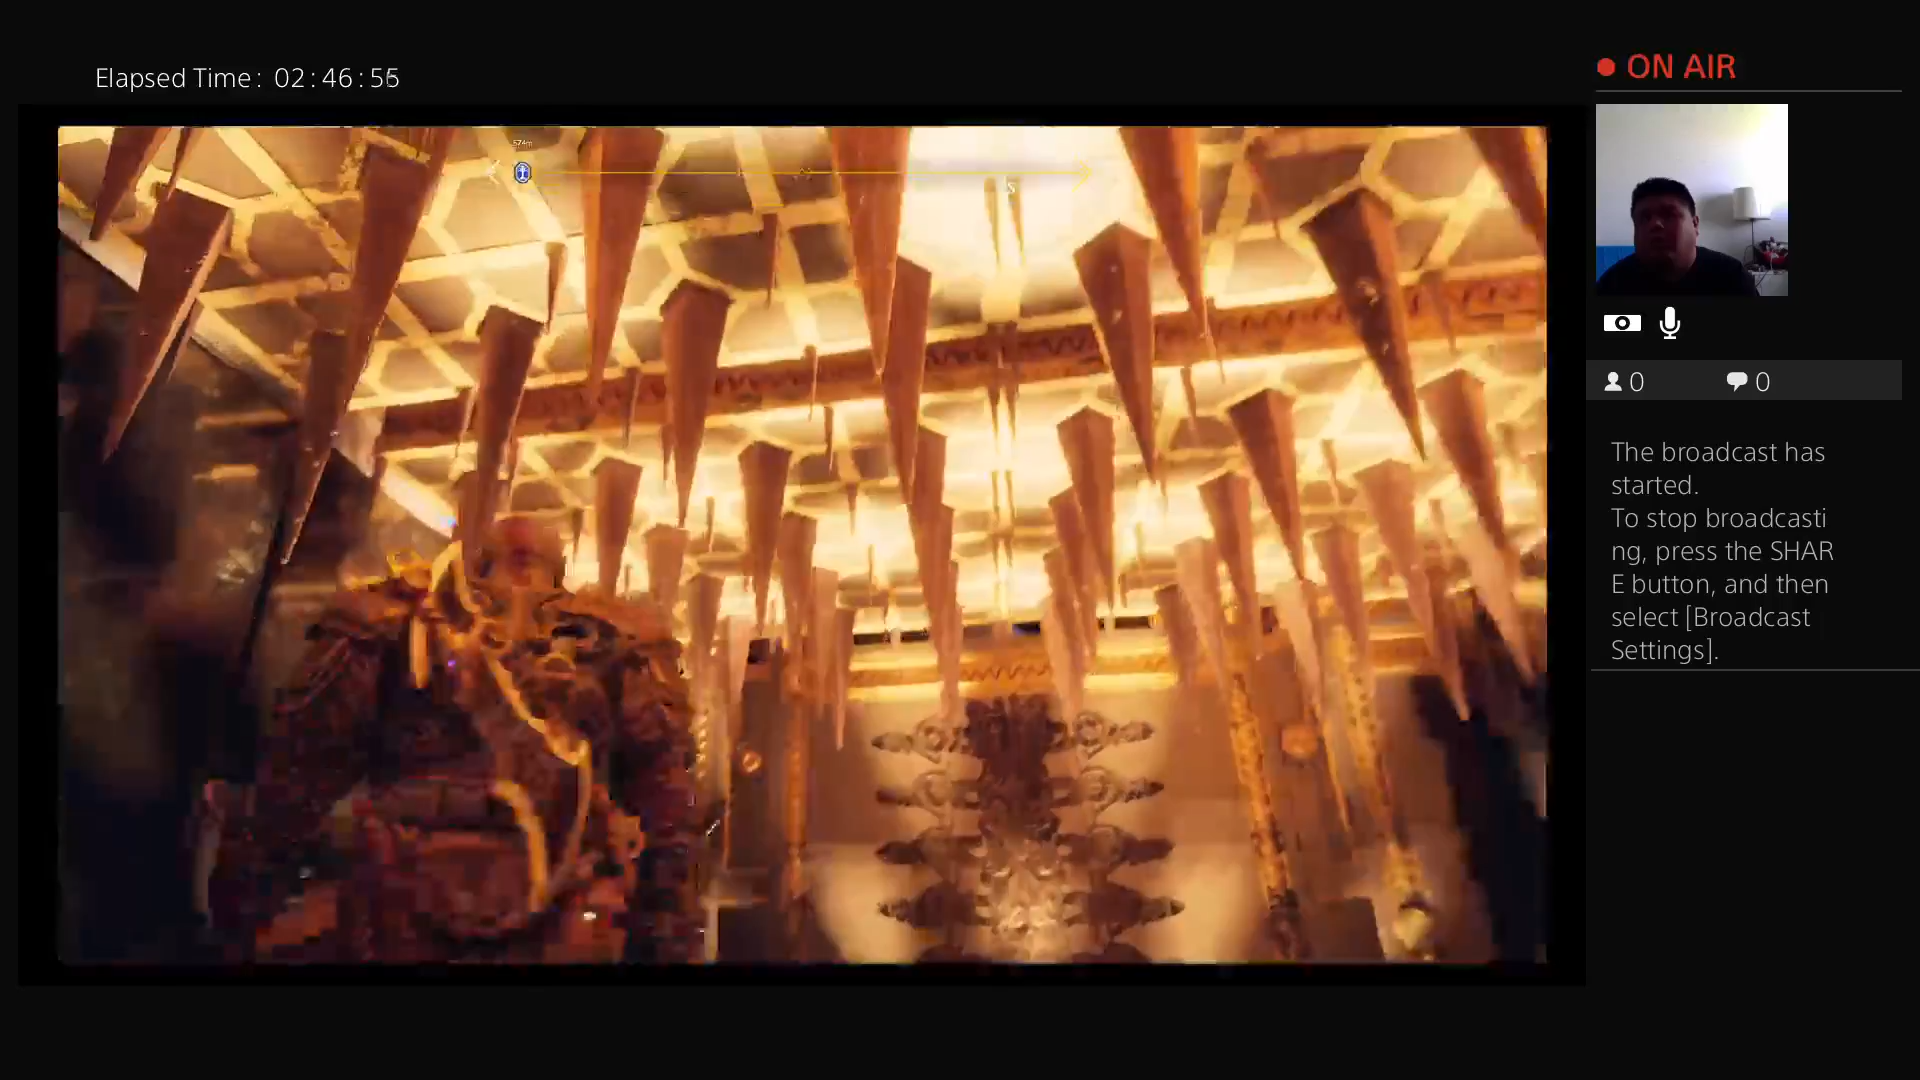 Elapsed Time: 02:46:55
ON AIR
574m
S
0
0
The broadcast has
started.
To stop broadcasti
ng, press the SHAR
E button, and then
select [Broadcast
Settings].